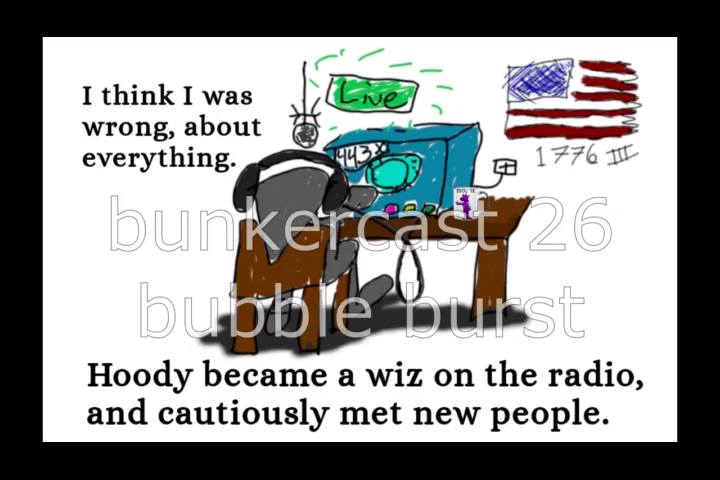 I think I was
wrong, about
everything.
Live
443X
1776 III
bunkercast 26
bubble burst
Hoody became a wiz on the radio,
and cautiously met new people.